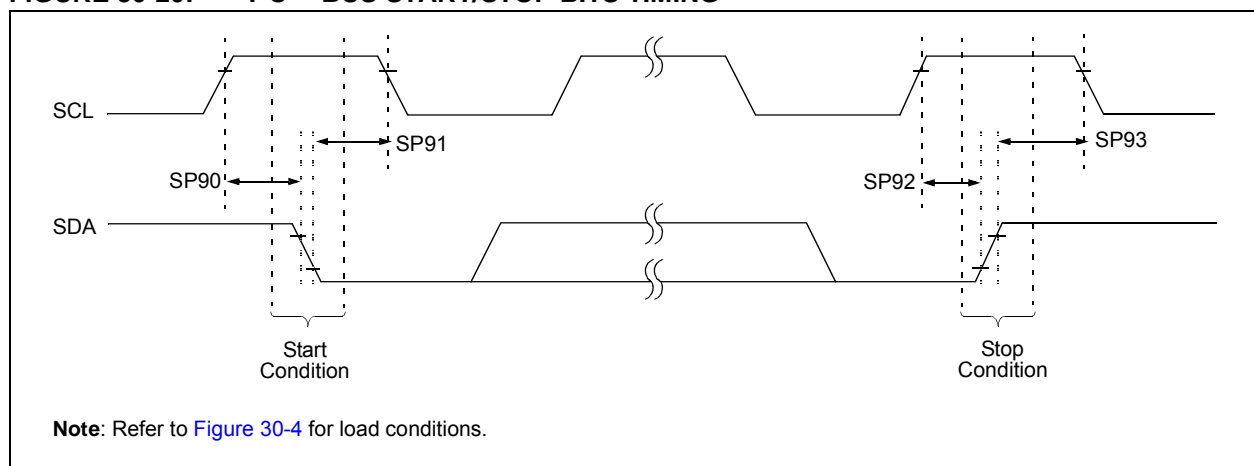 SCL
SP91
SP93
SP90
SP92
SDA
Start
Condition
Stop
Condition
Note: Refer to Figure 30-4 for load conditions.